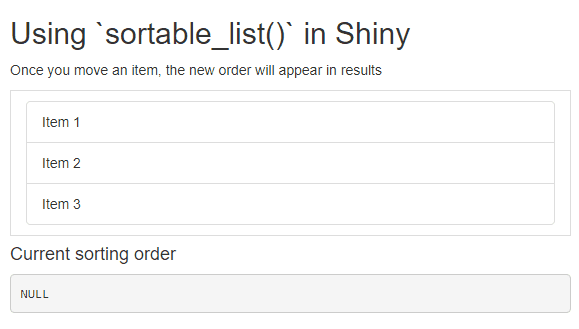 Using `sortable_list()` in Shiny
Once you move an item, the new order will appear in results
Item 1
Item 2
Item 3
Current sorting order
NULL